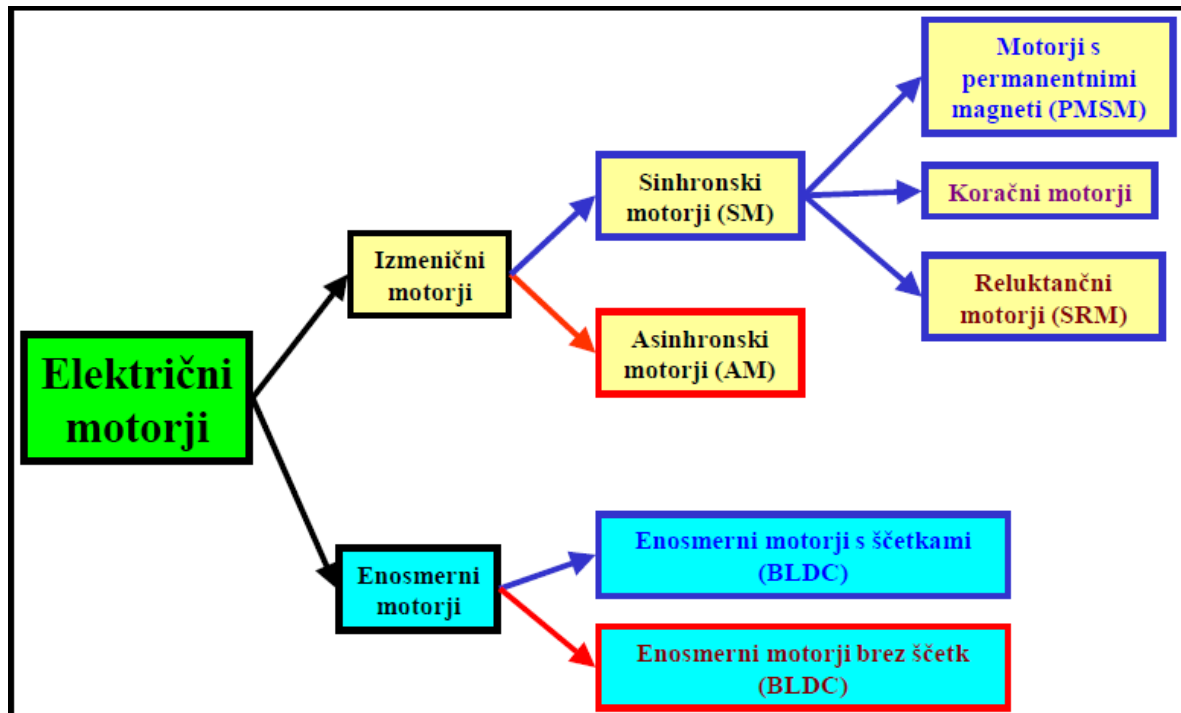 Električni
motorji
Izmenični
motorji
Sinhronski
motorji (SM)
Motorji s
permanentnimi
magneti (PMSM)
Koračni motorji
Reluktančni
motorji (SRM)
Asinhronski
motorji (AM)
Enosmerni
motorji
Enosmerni motorji s ščetkami
(BLDC)
Enosmerni motorji brez ščetk
(BLDC)